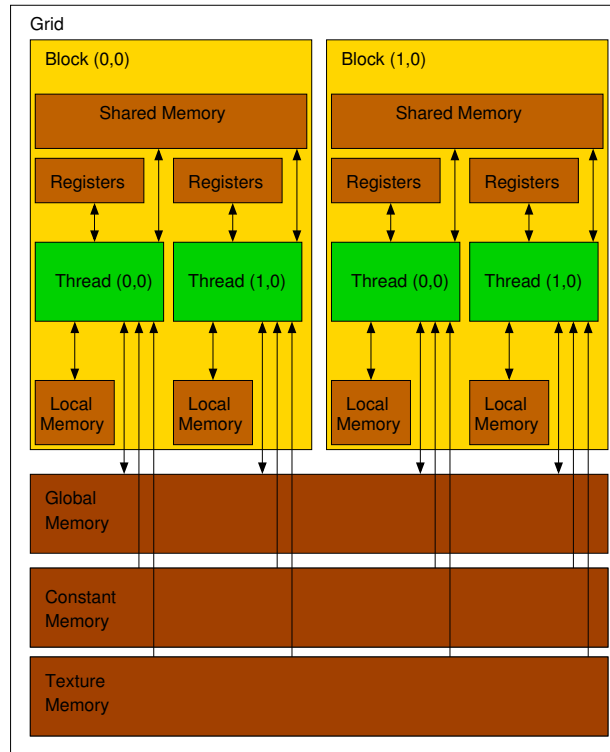 Grid
Block (0,0)
Shared Memory
Registers
Registers
Thread (0,0)
Thread (1,0)
Local
Memory
Local
Memory
Block (1,0)
Shared Memory
Registers
Registers
Thread (0,0)
Thread (1,0)
Local
Memory
Local
Memory
Global
Memory
Constant
Memory
Texture
Memory